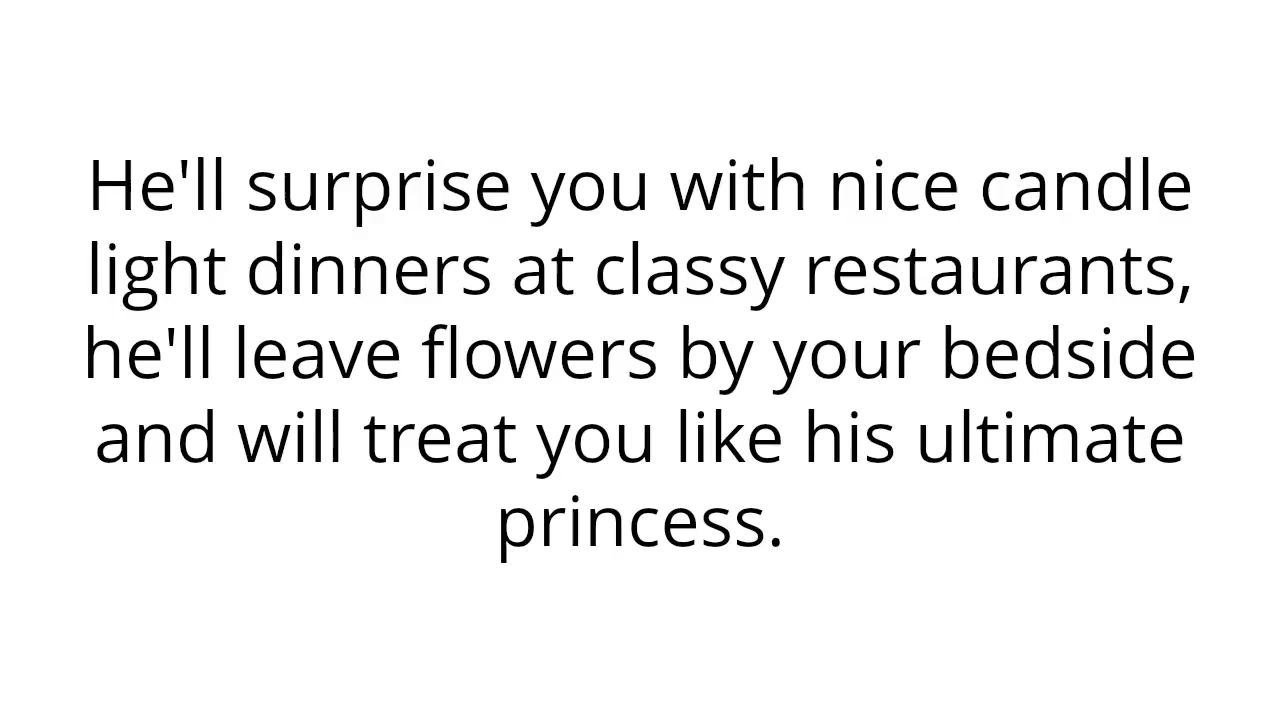 He'll surprise you with nice candle
light dinners at classy restaurants,
he'll leave flowers by your bedside
and will treat you like his ultimate
princess.